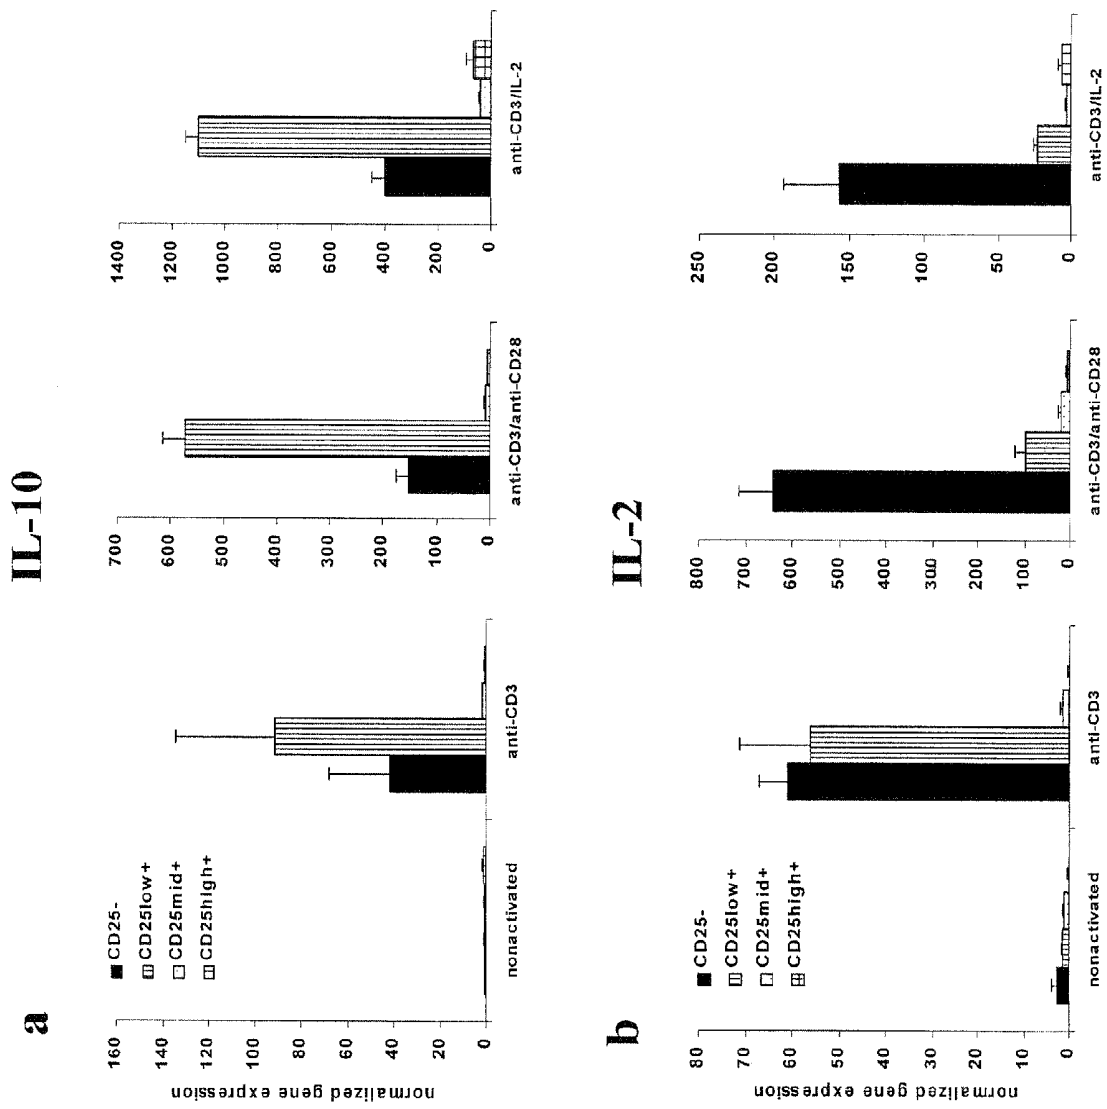 a
IL-10
normalized gene expression
160
140
120
100
80
60
40
20
0
CD25-
CD25low+
CD25mid+
CD25high+
nonactivated
anti-CD3
700
600
500
400
300
200
100
0
anti-CD3/anti-CD28
1400
1200
1000
800
600
400
200
0
anti-CD3/IL-2
b
IL-2
normalized gene expression
80
70
60
50
40
30
20
10
0
CD25-
CD25low+
CD25mid+
CD25high+
nonactivated
anti-CD3
800
700
600
500
400
300
200
100
0
anti-CD3/anti-CD28
250
200
150
100
50
0
anti-CD3/IL-2